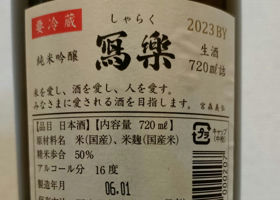 要冷蔵
しゃらく
2023BY
純米吟醸
寫樂
生酒
720ml詰
米を愛し、酒を愛し、人を愛す。
みなさまに愛される酒を目指します。
宮森義弘
【品目 日本酒】【内容量 720ml】
原材料名 米(国産)、米麹(国産米)
精米歩合 50%
アルコール分 16度
製造年月 06.01
プラ
キャップ
(中栓)